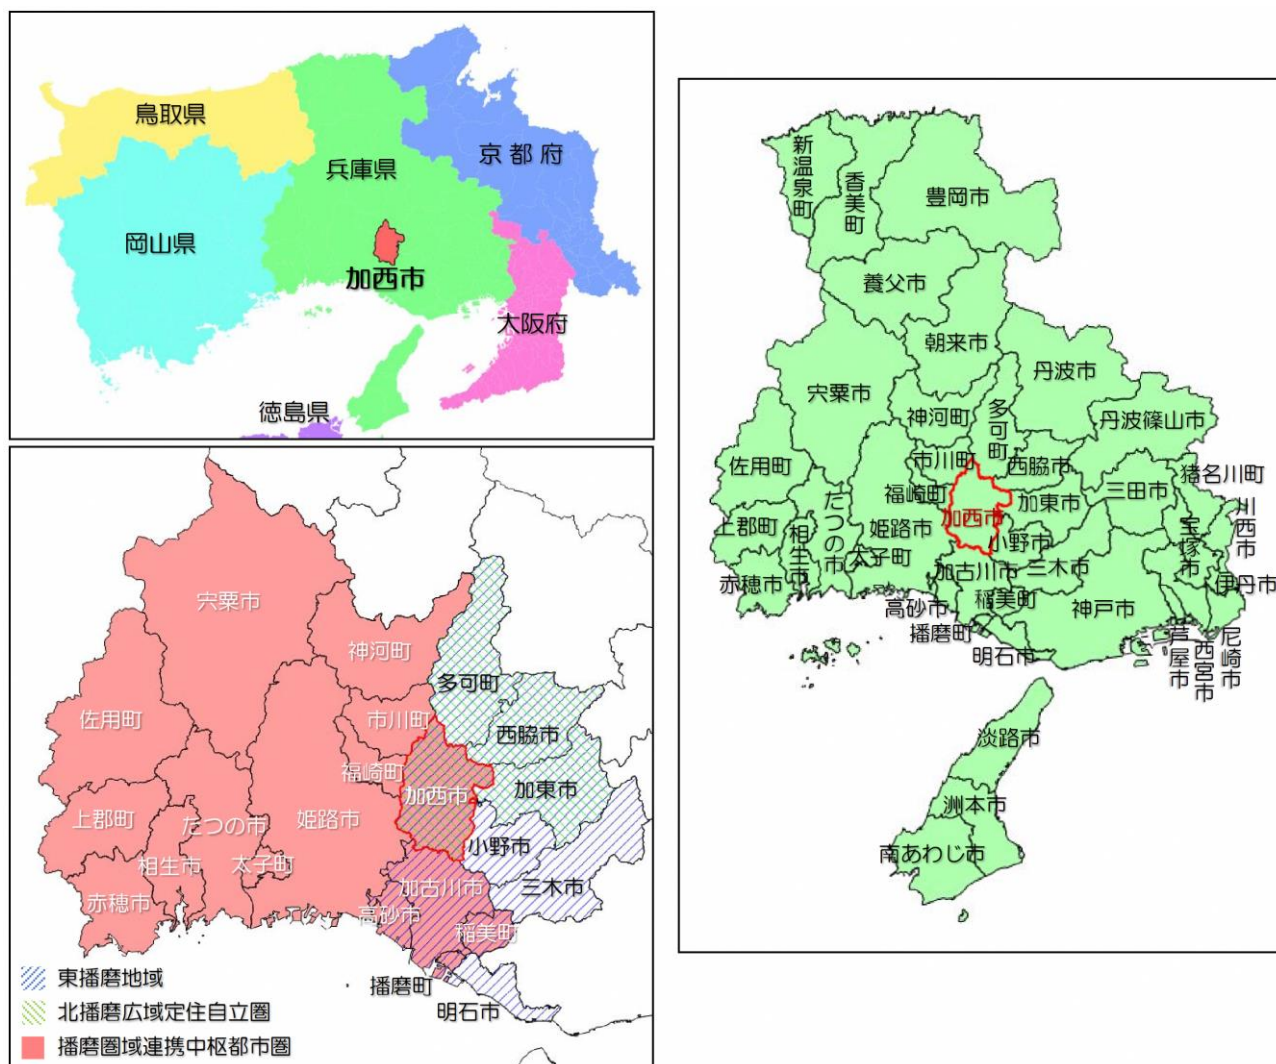 鳥取県
兵庫県
京都府
岡山県
加西市
大阪府
徳島県
宍粟市
神河町
多可町
佐用町
市川町
西脇市
福崎町
加西市
加東市
上郡町
たつの市
姫路市
小野市
相生市
太子町
三木市
赤穂市
加古川市
高砂市
稲美町
播磨町
明石市
東播磨地域
北播磨広域定住自立圏
播磨圏域連携中枢都市圏
新温泉町
香美町
豊岡市
養父市
朝来市
丹波市
宍粟市
神河町
多可町
丹波篠山市
佐用町
市川町
西脇市
猪名川町
福崎町
加西市
加東市
三田市
川西市
上郡町
相生市
たつの市
姫路市
小野市
宝塚市
赤穂市
太子町
加古川市
三木市
伊丹市
高砂市
稲美町
神戸市
播磨町
明石市
芦屋市
西宮市
尼崎市
淡路市
洲本市
南あわじ市